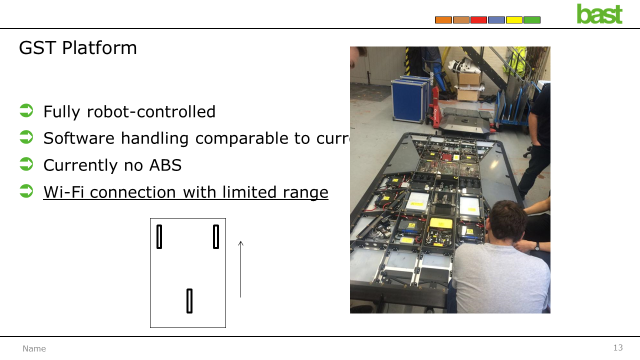 bast
GST Platform
Fully robot-controlled
Software handling comparable to
Currently no ABS
Wi-Fi connection with limited range
Name
13